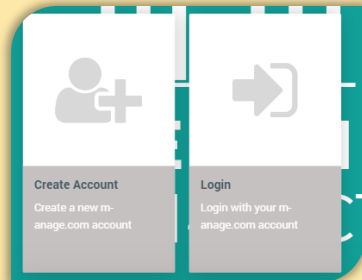 Create Account
Create a new m-
anage.com account
Login
Login with your m-
anage.com account